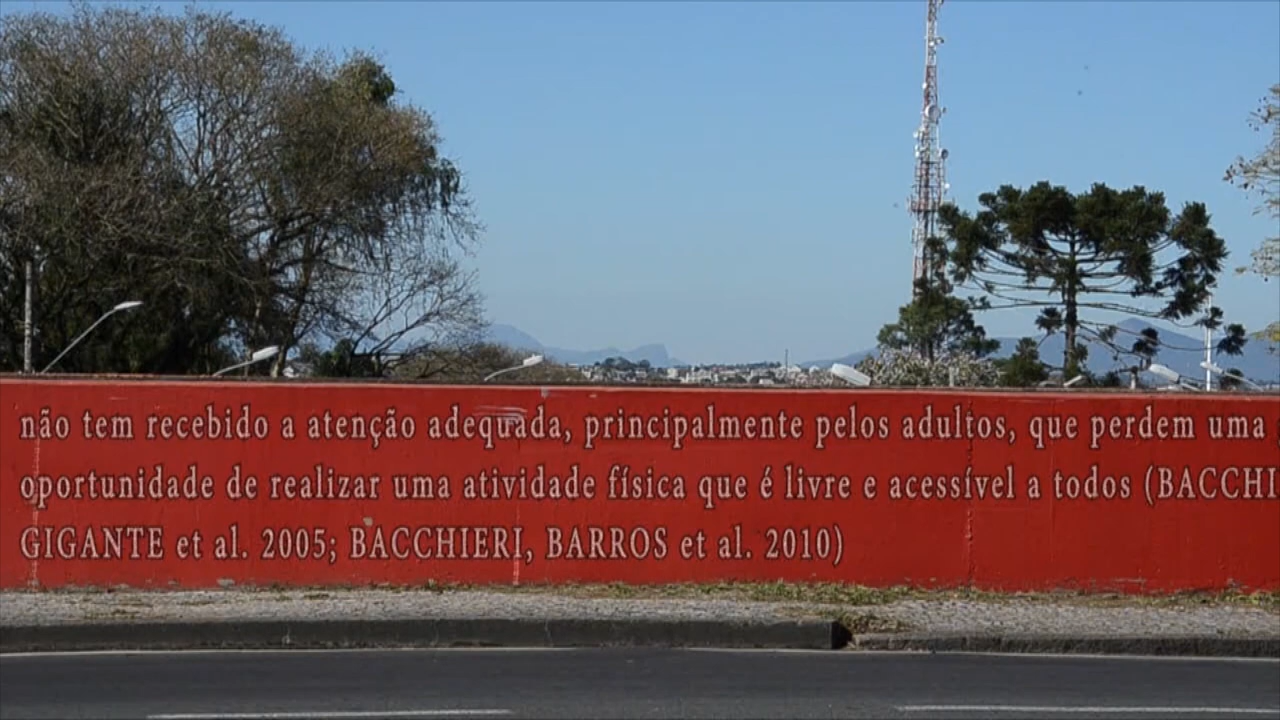 não tem recebido a atenção adequada, principalmente pelos adultos, que perdem uma
oportunidade de realizar uma atividade física que é livre e acessível a todos (BACCHI
GIGANTE et al. 2005; BACCHIERI, BARROS et al. 2010)